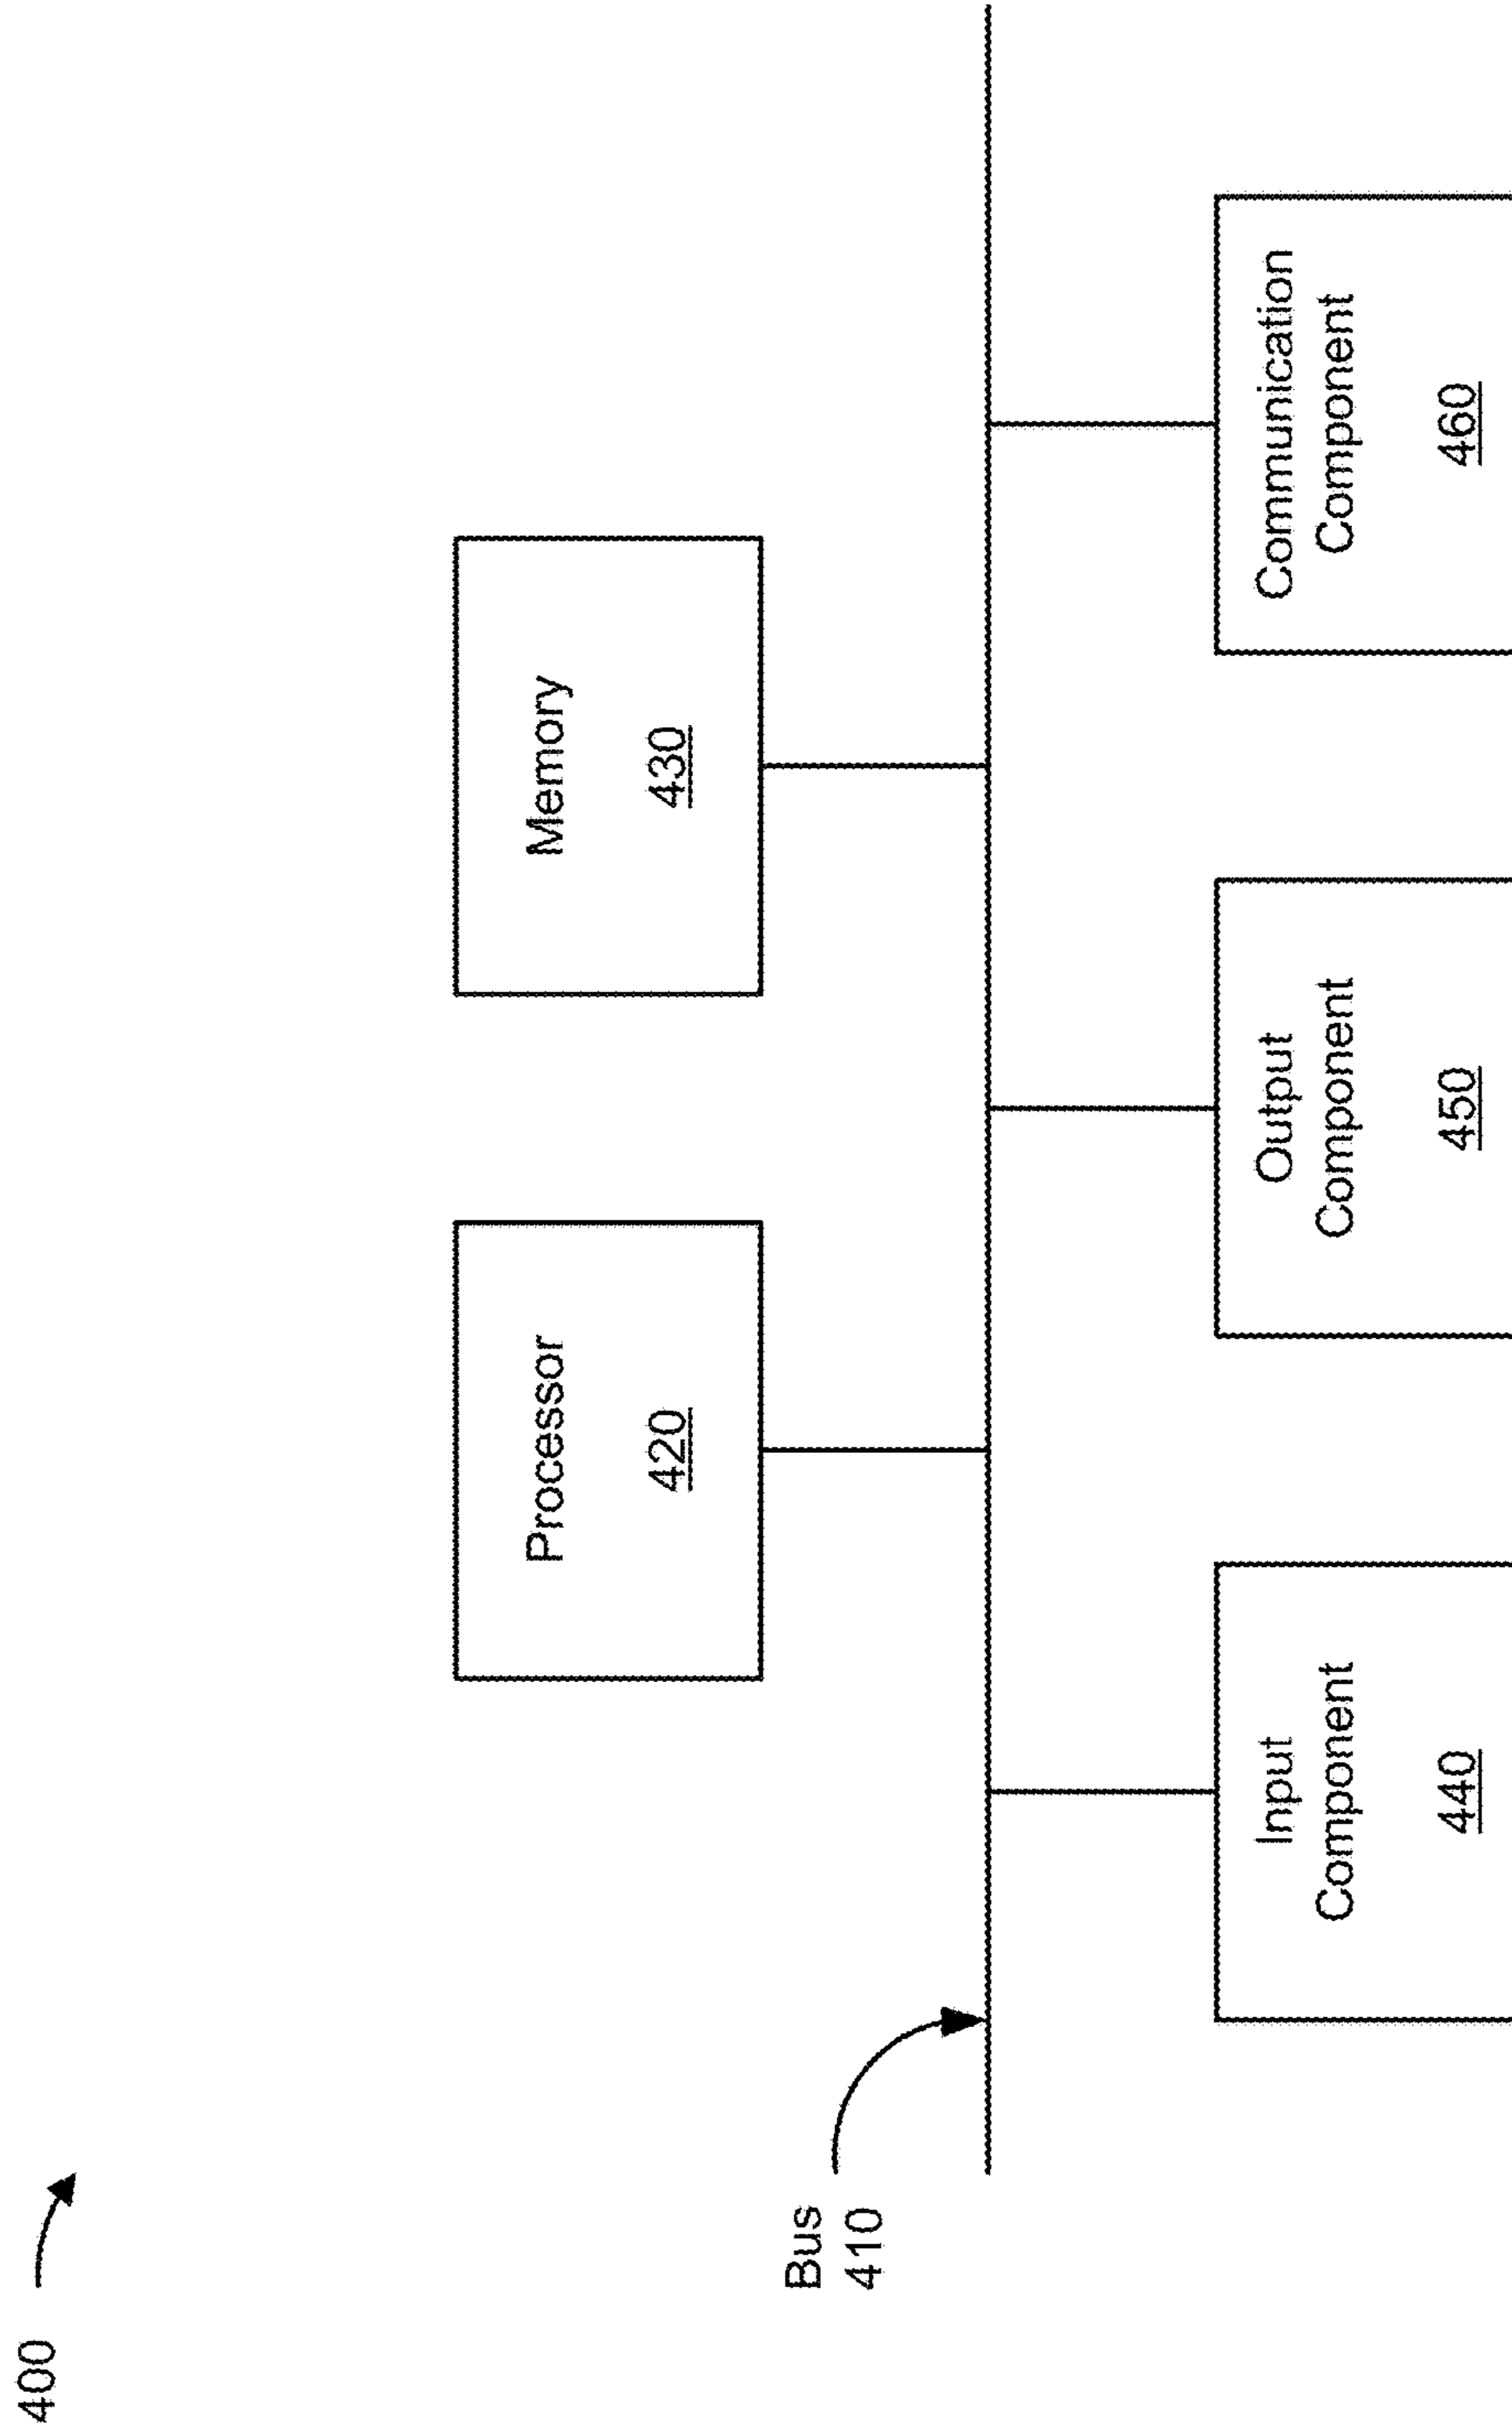 400
Processor
420
Memory
430
Bus
410
Input
Component
440
Output
Component
450
Communication
Component
460